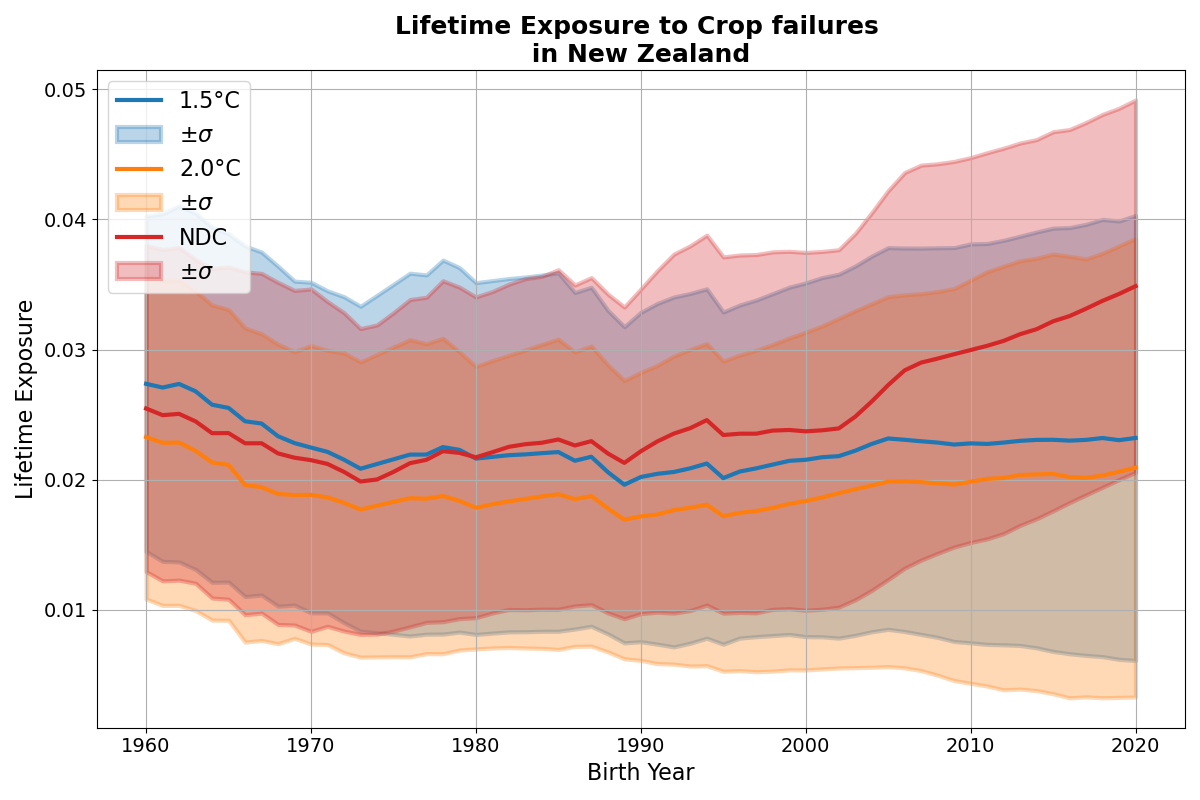 Lifetime Exposure to Crop failures
in New Zealand
0.05
0.04
0.03
0.02
0.01
Lifetime Exposure
1.5°C
±σ
2.0°C
±σ
NDC
±σ
1960
1970
1980
1990
2000
2010
2020
Birth Year